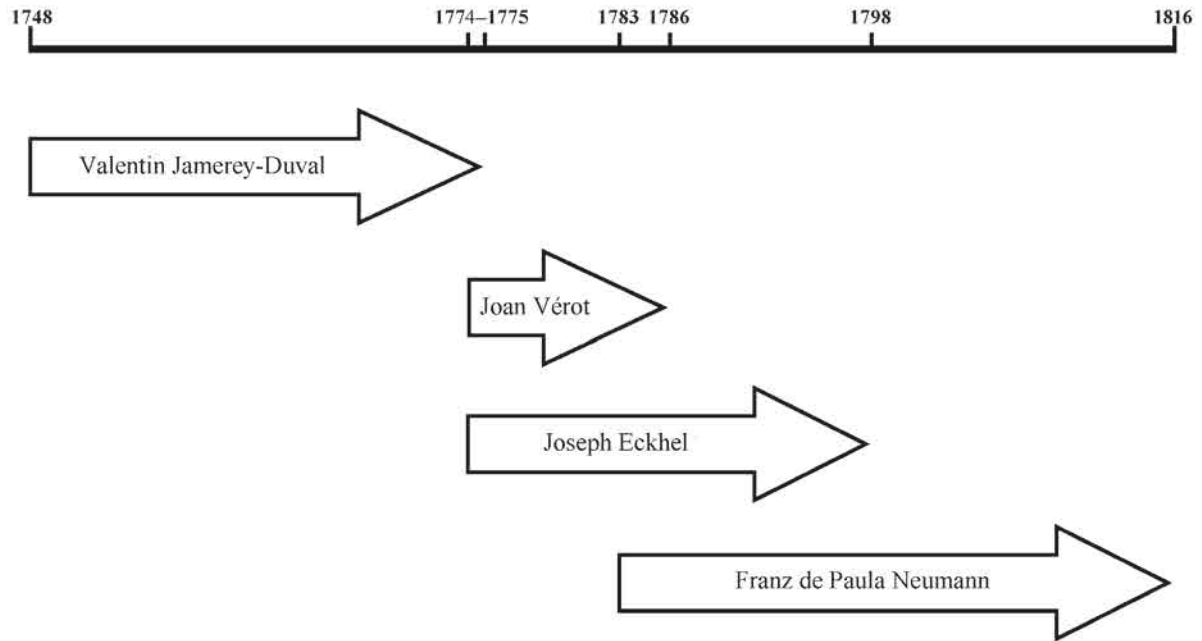 1748 1774–1775 1783 1786 1798 1816
Valentin Jamerey-Duval
Joan Vérot
Joseph Eckhel
Franz de Paula Neumann